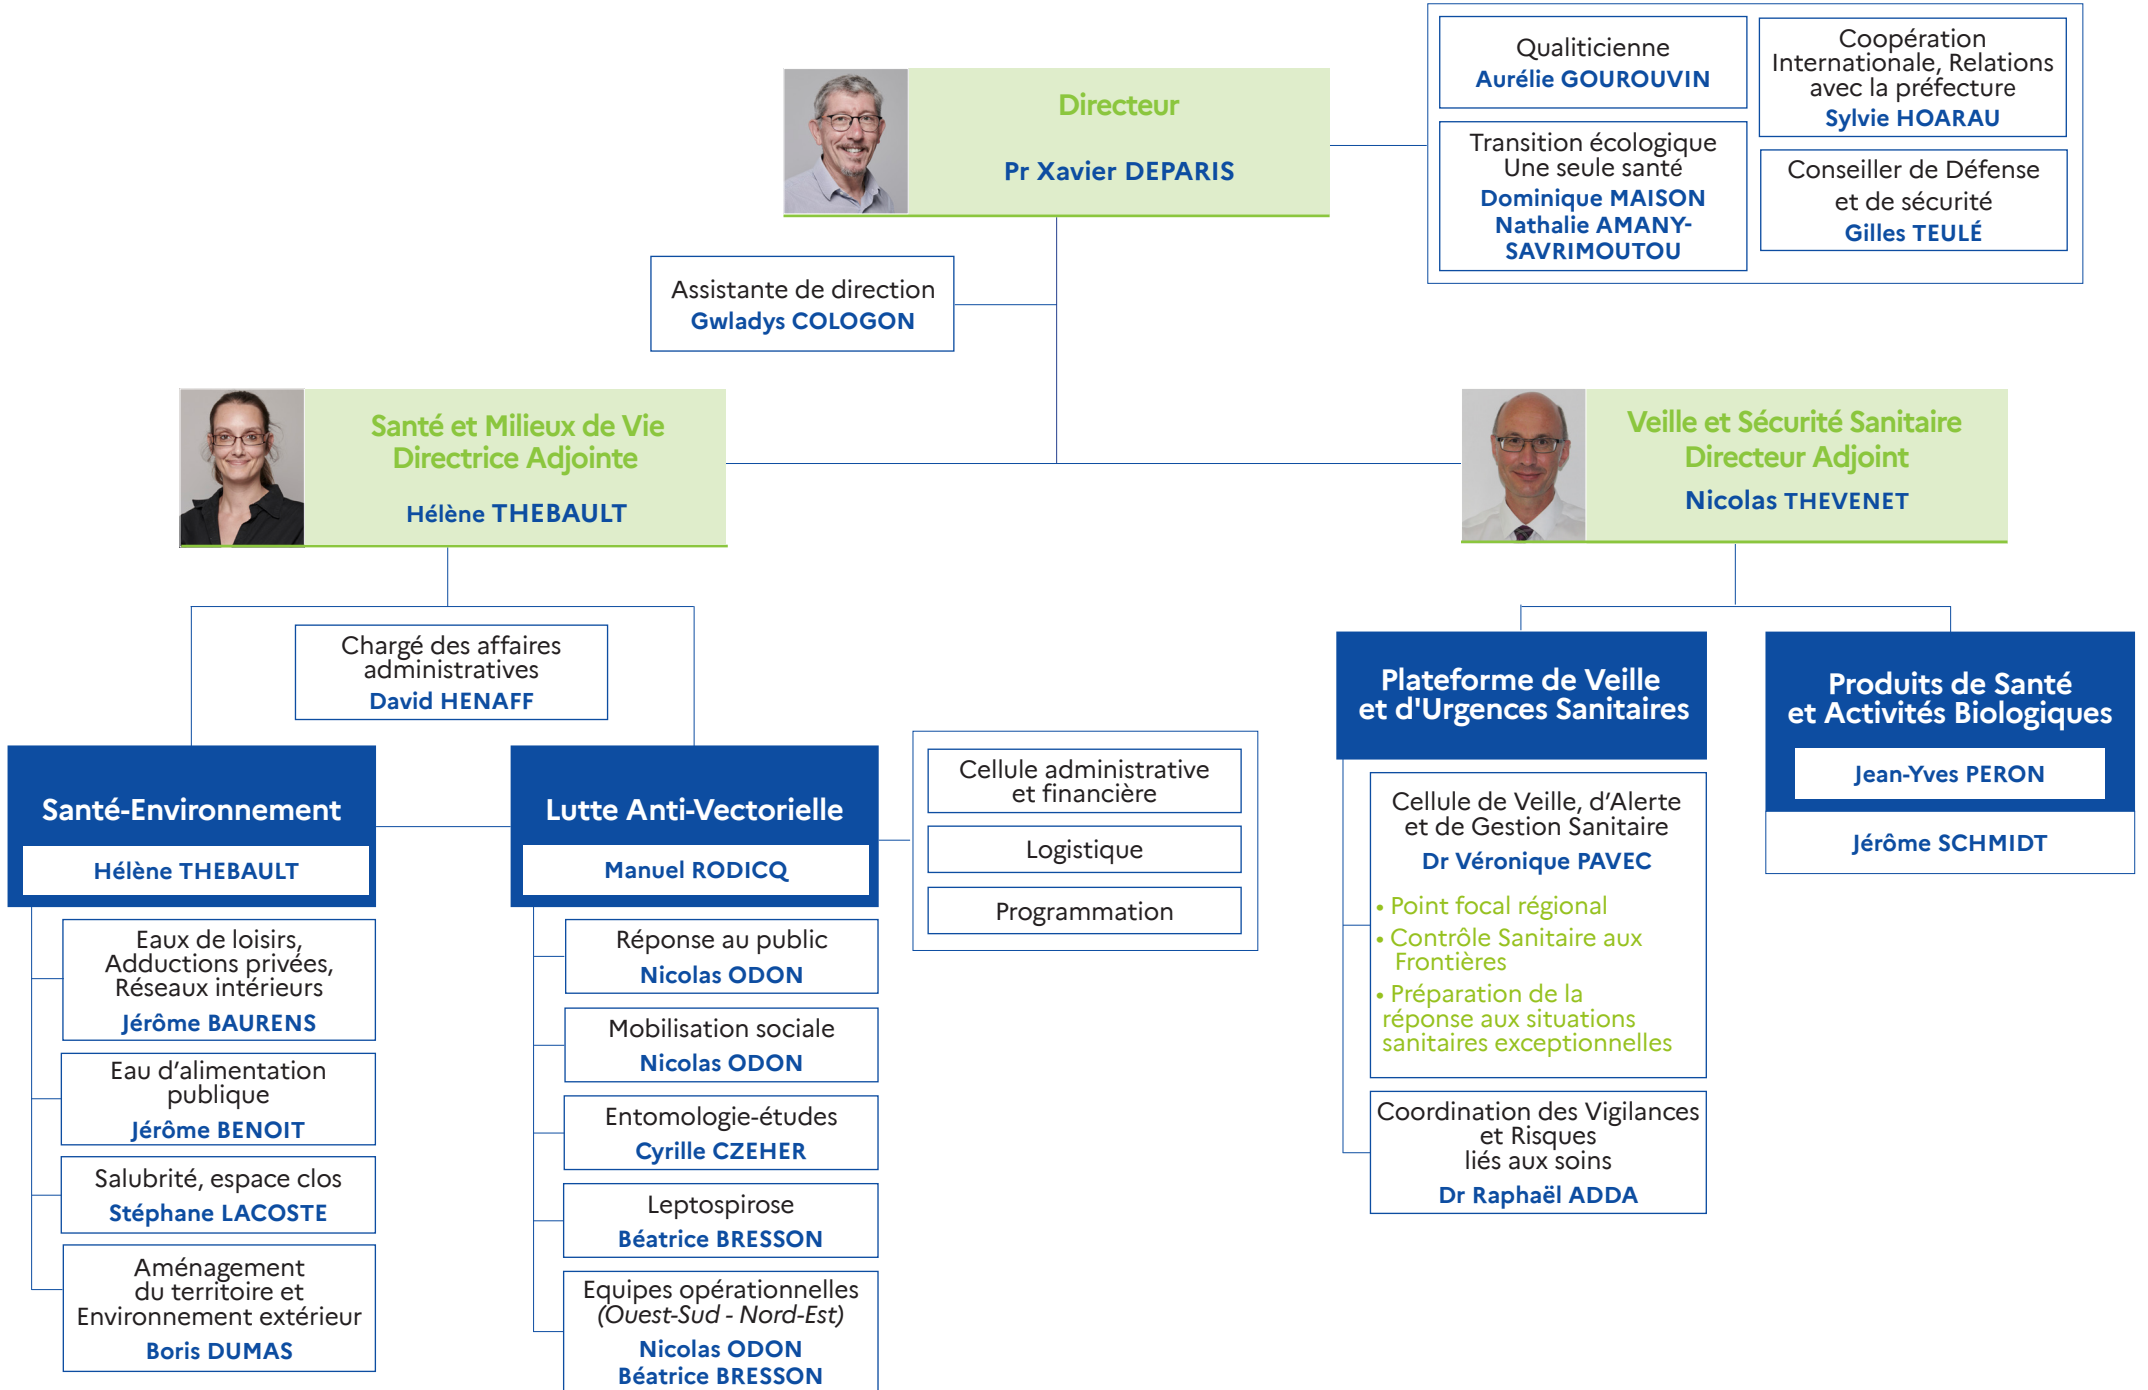 Directeur
Pr Xavier DEPARIS
Qualiticienne
Aurélie GOUROUVIN
Transition écologique
Une seule santé
Dominique MAISON
Nathalie AMANY-
SAVRIMOUTOU
Coopération
Internationale, Relations
avec la préfecture
Sylvie HOARAU
Conseiller de Défense
et de sécurité
Gilles TEULÉ
Assistante de direction
Gwladys COLOGON
Santé et Milieux de Vie
Directrice Adjointe
Hélène THEBAULT
Veille et Sécurité Sanitaire
Directeur Adjoint
Nicolas THEVENET
Chargé des affaires
administratives
David HENAFF
Santé-Environnement
Hélène THEBAULT
Eaux de loisirs,
Adductions privées,
Réseaux intérieurs
Jérôme BAURENS
Eau d’alimentation
publique
Jérôme BENOIT
Salubrité, espace clos
Stéphane LACOSTE
Aménagement
du territoire et
Environnement extérieur
Boris DUMAS
Lutte Anti-Vectorielle
Manuel RODICQ
Réponse au public
Nicolas ODON
Mobilisation sociale
Nicolas ODON
Entomologie-études
Cyrille CZEHER
Leptospirose
Béatrice BRESSON
Equipes opérationnelles
(Ouest-Sud - Nord-Est)
Nicolas ODON
Béatrice BRESSON
Cellule administrative
et financière
Logistique
Programmation
Plateforme de Veille
et d'Urgences Sanitaires
Cellule de Veille, d’Alerte
et de Gestion Sanitaire
Dr Véronique PAVEC
• Point focal régional
• Contrôle Sanitaire aux
Frontières
• Préparation de la
réponse aux situations
sanitaires exceptionnelles
Coordination des Vigilances
et Risques
liés aux soins
Dr Raphaël ADDA
Produits de Santé
et Activités Biologiques
Jean-Yves PERON
Jérôme SCHMIDT